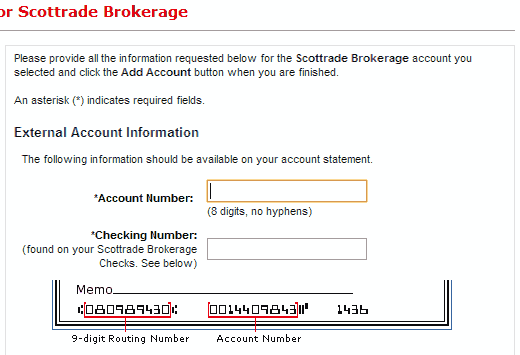 or Scottrade Brokerage
Please provide all the information requested below for the Scottrade Brokerage account you
selected and click the Add Account button when you are finished.
An asterisk (*) indicates required fields.
External Account Information
The following information should be available on your account statement.
*Account Number:
(8 digits, no hyphens)
*Checking Number:
(found on your Scottrade Brokerage
Checks. See below)
Memo
⑆080989430⑆ 0014409843⑈ 1436
9-digit Routing Number Account Number